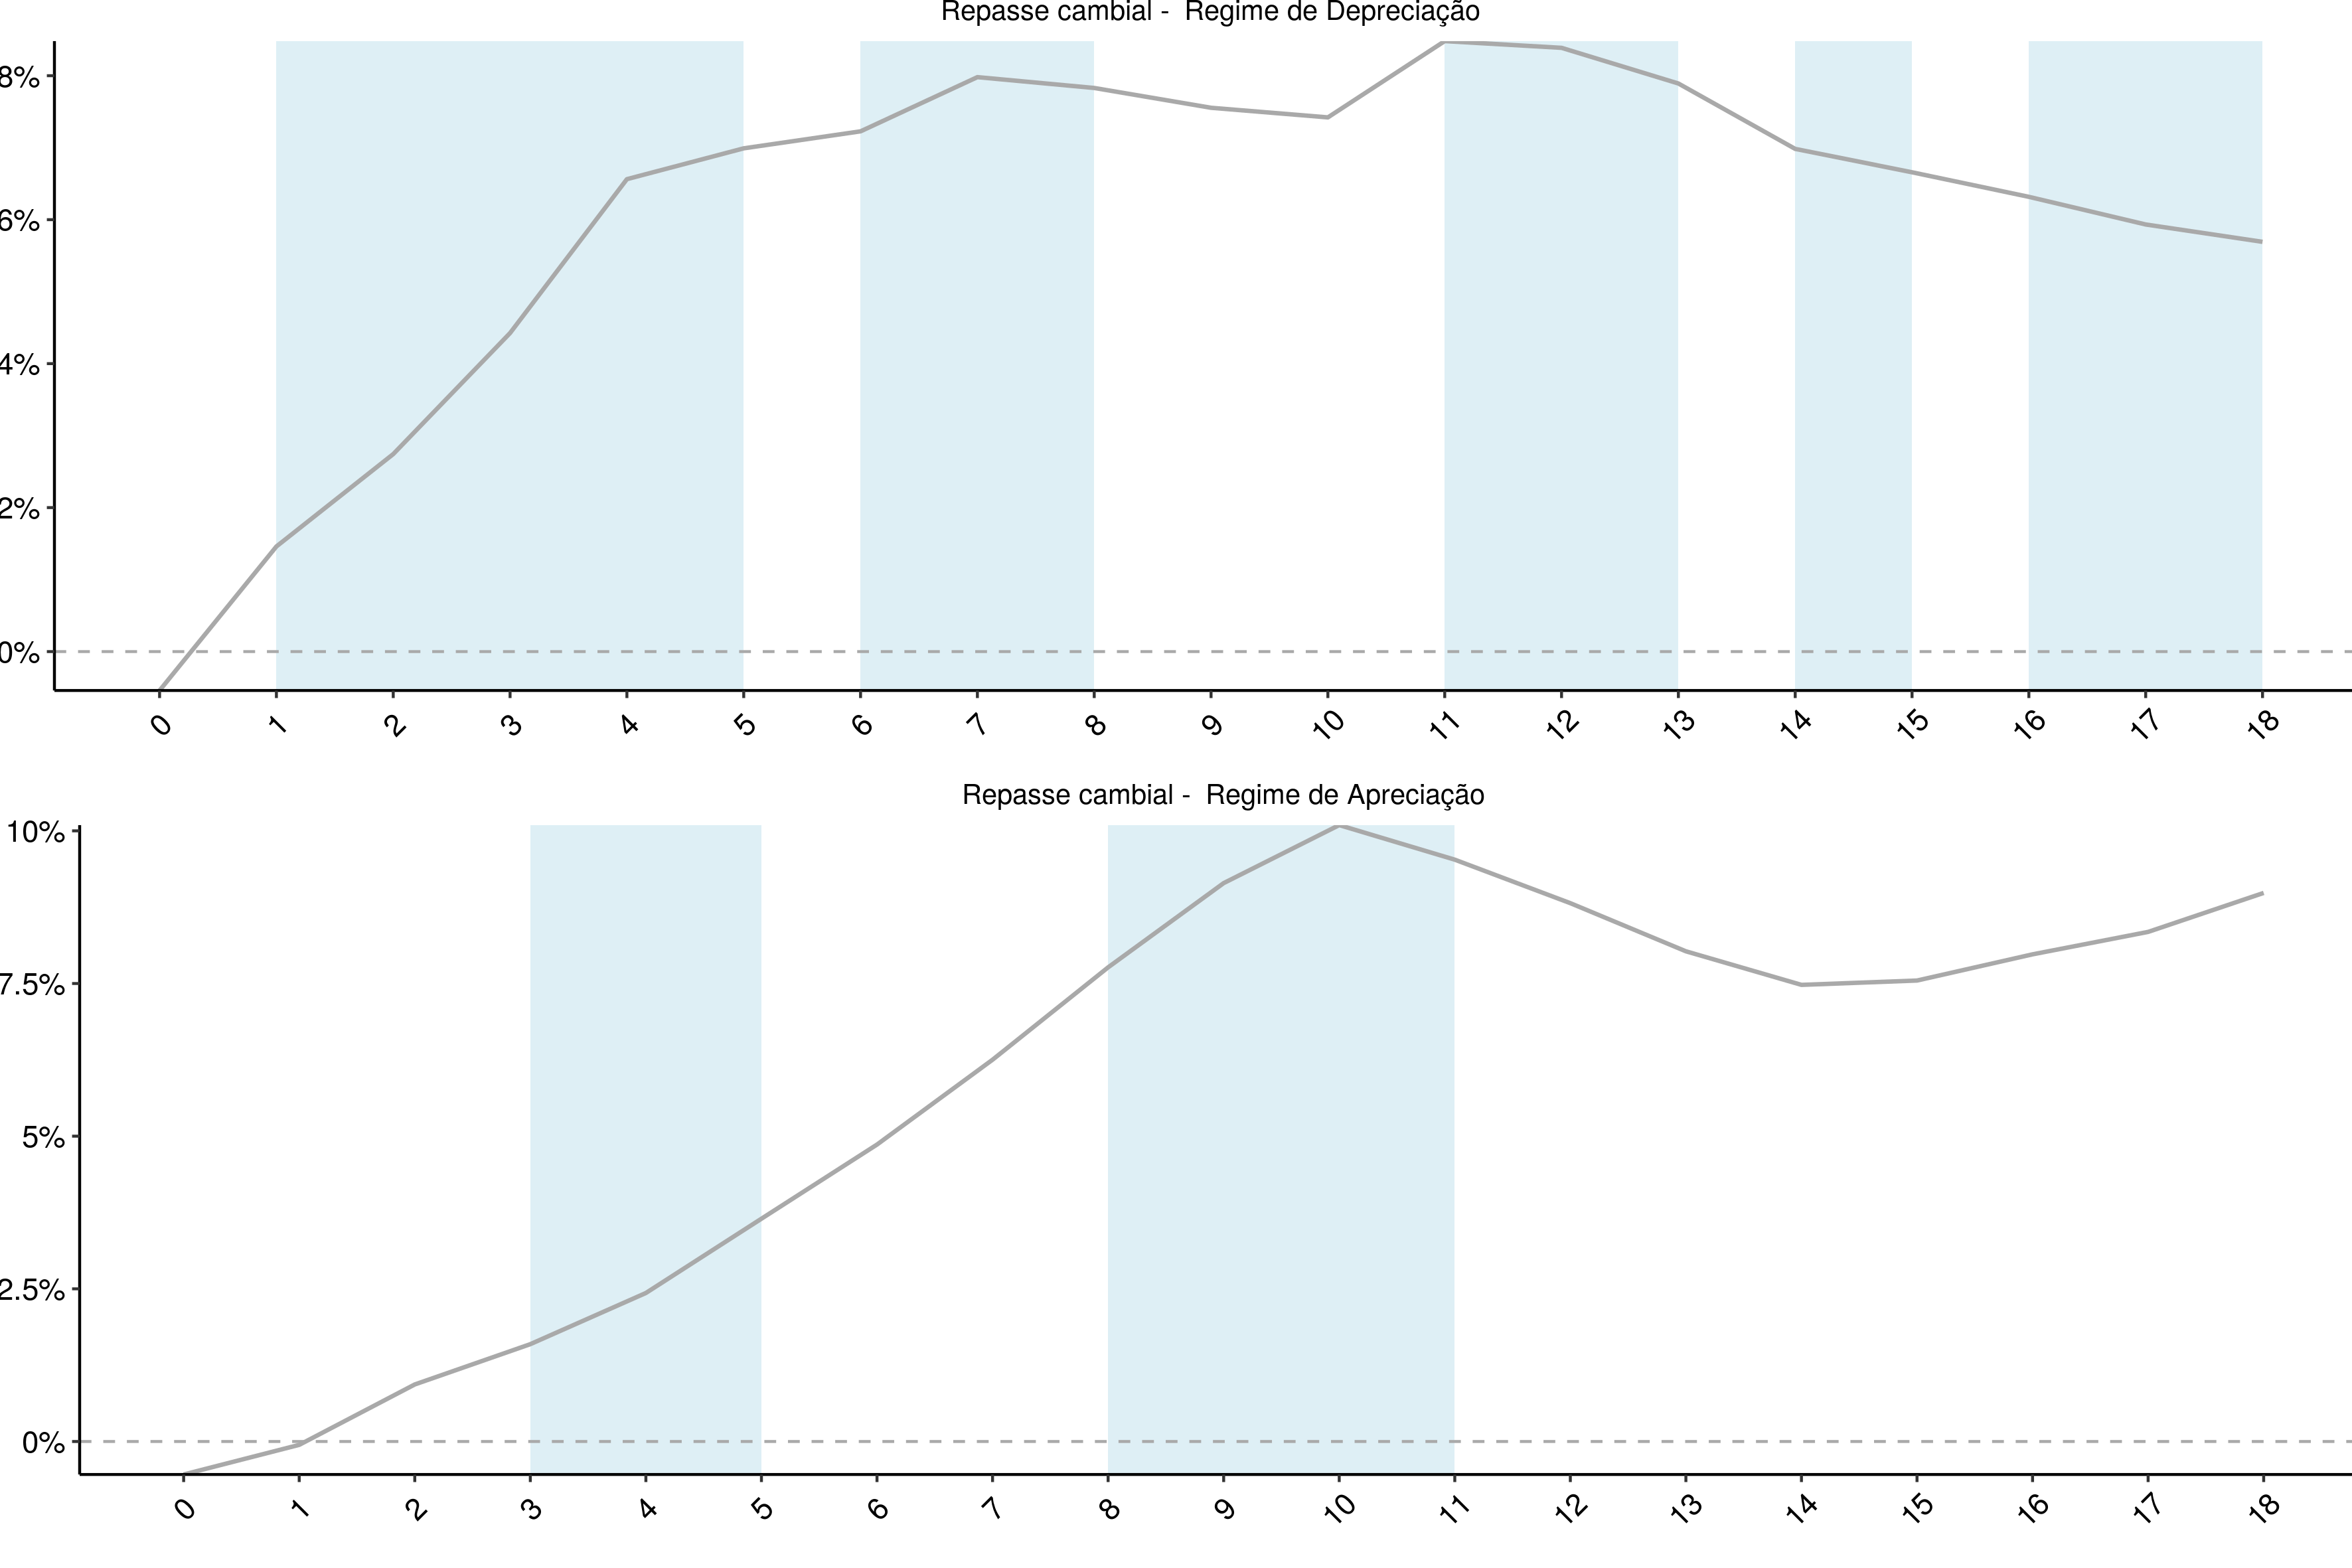 Repasse cambial -  Regime de Depreciação
8%
6%
4%
2%
0%
0 1 2 3 4 5 6 7 8 9 10 11 12 13 14 15 16 17 18
Repasse cambial -  Regime de Apreciação
10%
7.5%
5%
2.5%
0%
0 1 2 3 4 5 6 7 8 9 10 11 12 13 14 15 16 17 18